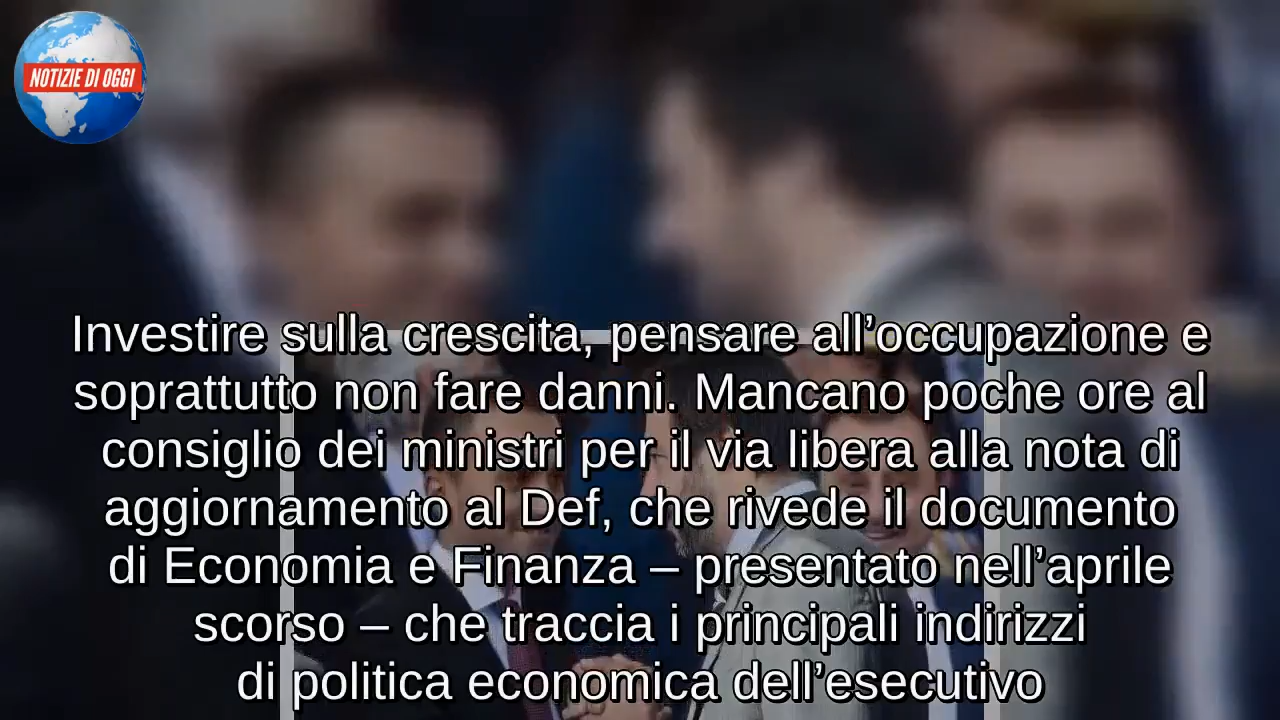 NOTIZIE DI OGGI
Investire sulla crescita, pensare all’occupazione e
soprattutto non fare danni. Mancano poche ore al
consiglio dei ministri per il via libera alla nota di
aggiornamento al Def, che rivede il documento
di Economia e Finanza – presentato nell’aprile
scorso – che traccia i principali indirizzi
di politica economica dell’esecutivo